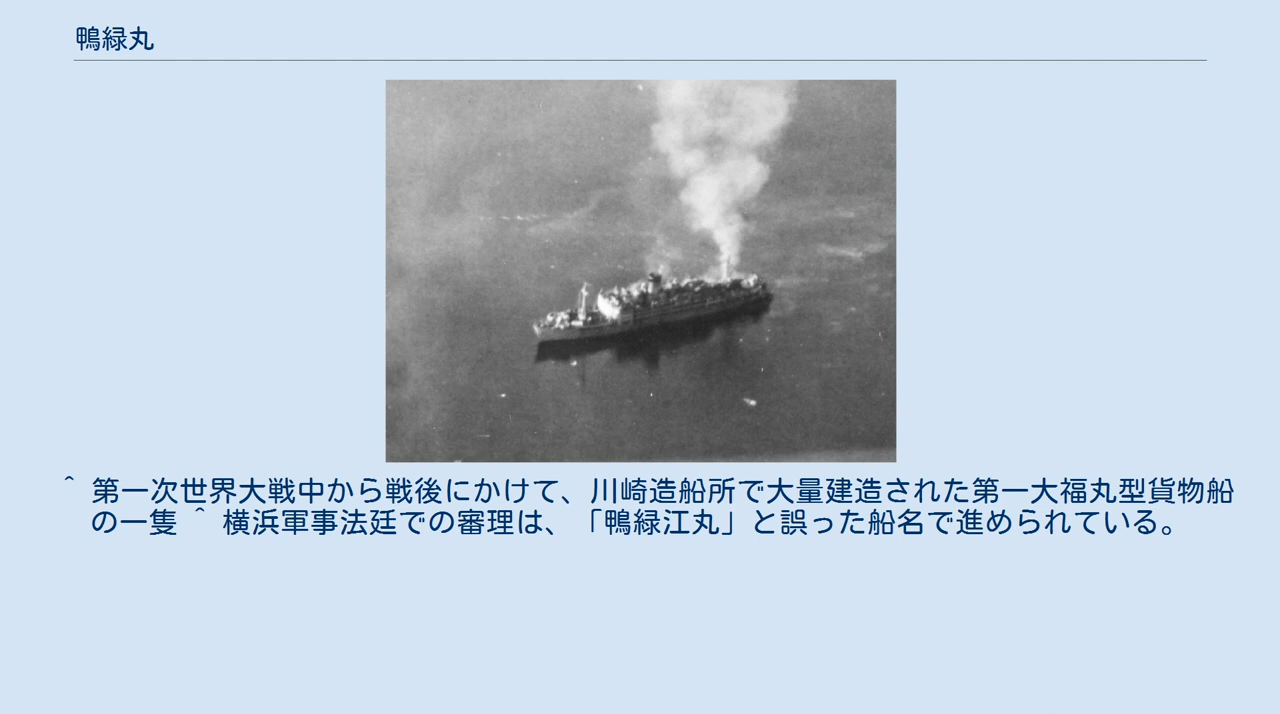 鴨緑丸
^ 第一次世界大戦中から戦後にかけて、川崎造船所で大量建造された第一大福丸型貨物船
の一隻 ^ 横浜軍事法廷での審理は、「鴨緑江丸」と誤った船名で進められている。